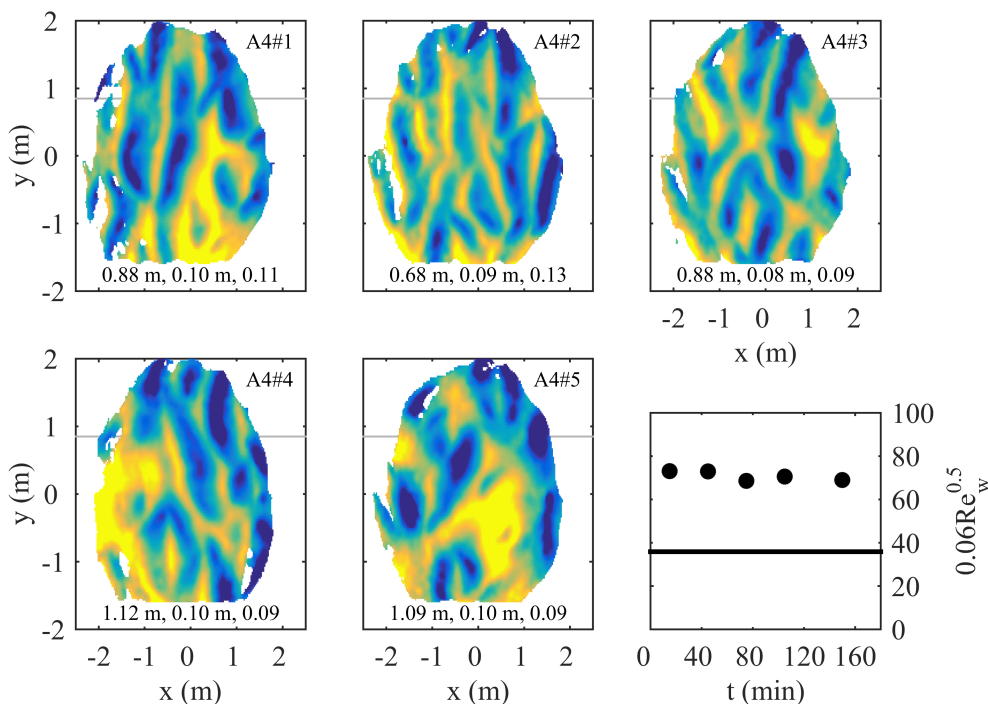 A4#1
2
1
0
-1
-2
y (m)
0.88 m, 0.10 m, 0.11
A4#2
0.68 m, 0.09 m, 0.13
A4#3
0.88 m, 0.08 m, 0.09
-2 -1 0 1 2
x (m)
A4#4
2
1
0
-1
-2
y (m)
1.12 m, 0.10 m, 0.09
-2 -1 0 1 2
x (m)
A4#5
1.09 m, 0.10 m, 0.09
-2 -1 0 1 2
x (m)
100
80
60
40
20
0
0.06Re_w^0.5
0 40 80 120 160
t (min)